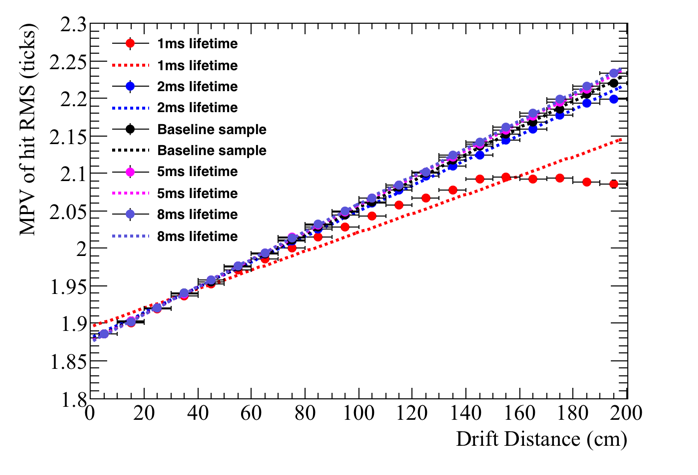 MPV of hit RMS (ticks)
2.3
2.25
2.2
2.15
2.1
2.05
2
1.95
1.9
1.85
1.8
1ms lifetime
1ms lifetime
2ms lifetime
2ms lifetime
Baseline sample
Baseline sample
5ms lifetime
5ms lifetime
8ms lifetime
8ms lifetime
0 20 40 60 80 100 120 140 160 180 200
Drift Distance (cm)